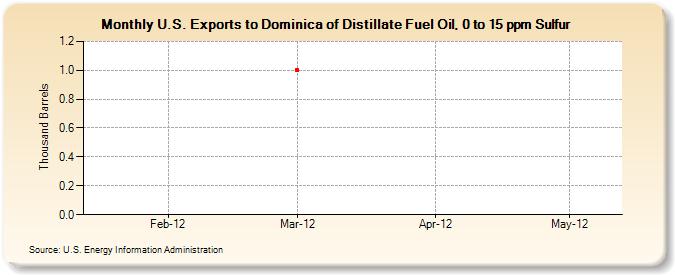 Monthly U.S. Exports to Dominica of Distillate Fuel Oil, 0 to 15 ppm Sulfur
Thousand Barrels
1.2
1.0
0.8
0.6
0.4
0.2
0.0
Feb-12 Mar-12 Apr-12 May-12
Source: U.S. Energy Information Administration